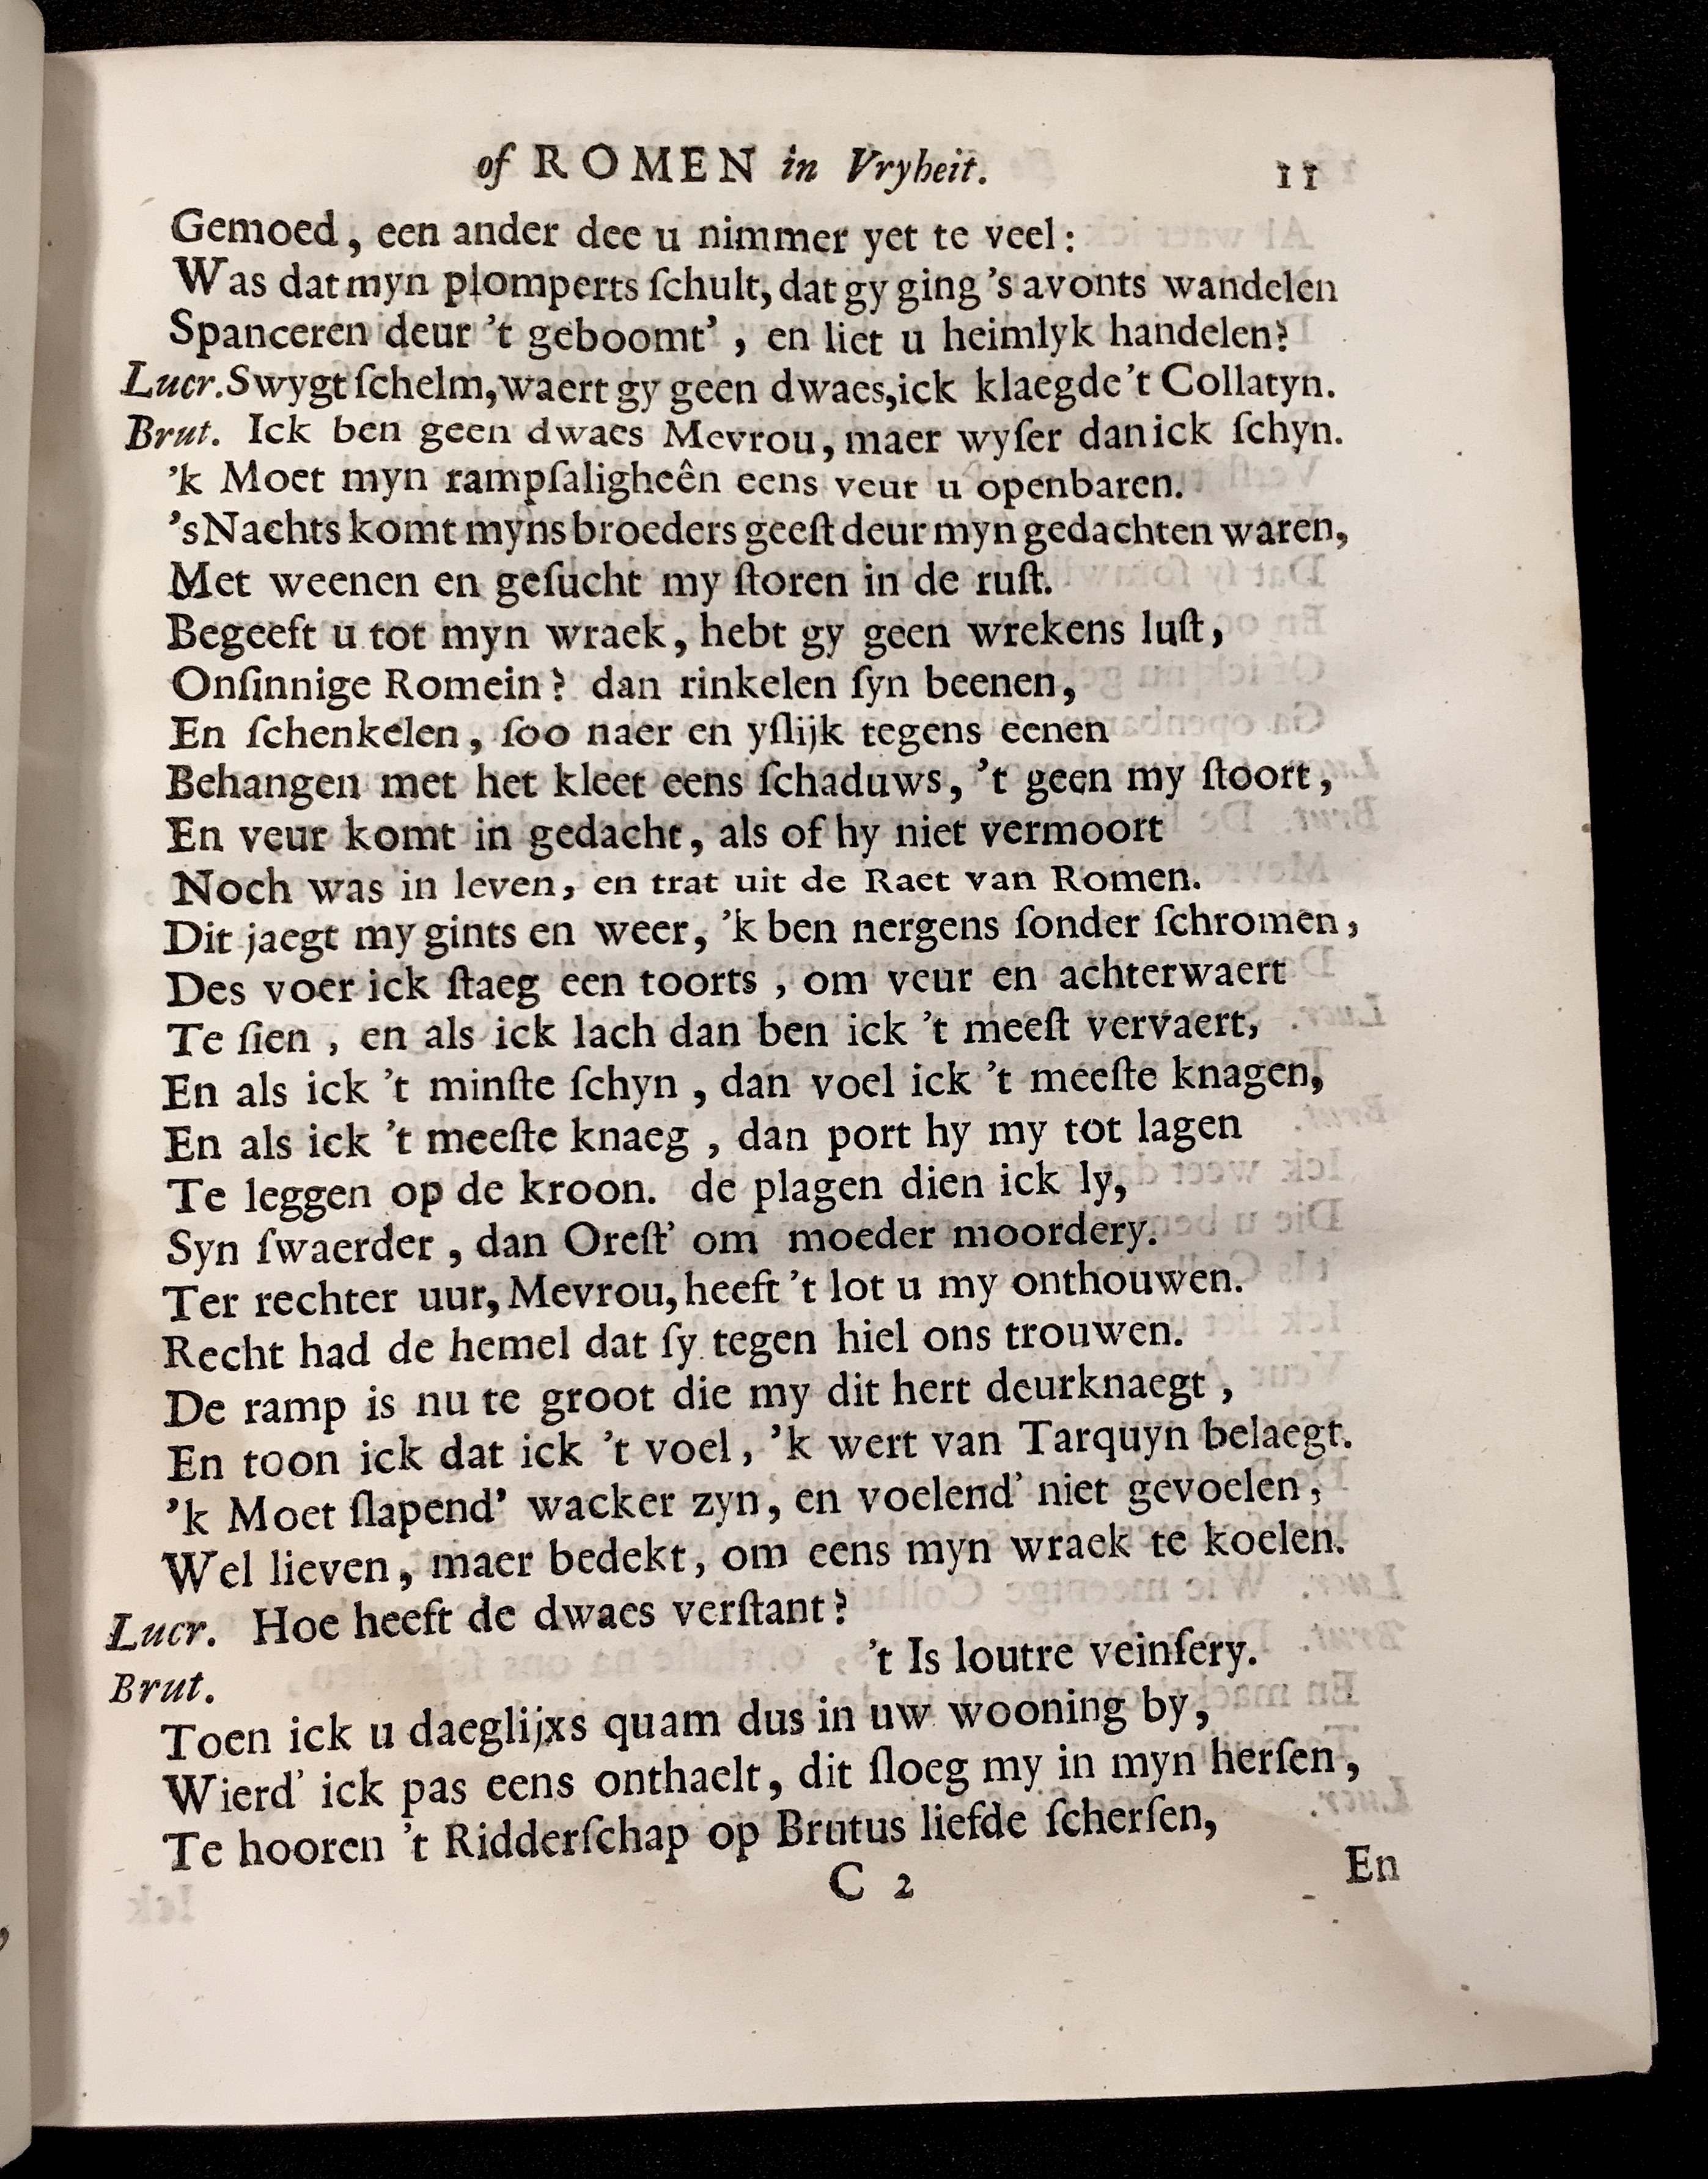 of ROMEN in Vryheit. 11
Gemoed, een ander dee u nimmer yet te veel:
Was dat myn plomperts ſchult, dat gy ging 's avonts wandelen
Spanceren deur 't geboomt', en liet u heimlyk handelen?
Lucr. Swygt ſchelm, waert gy geen dwaes, ick klaegde 't Collatyn.
Brut. Ick ben geen dwaes Mevrou, maer wyſer dan ick ſchyn.
'k Moet myn rampſaligheên eens veur u openbaren.
's Nachts komt myns broeders geeſt deur myn gedachten waren,
Met weenen en geſucht my ſtoren in de ruſt.
Begeeft u tot myn wraek, hebt gy geen wrekens luſt,
Onſinnige Romein? dan rinkelen ſyn beenen,
En ſchenkelen, ſoo naer en yſlijk tegens eenen
Behangen met het kleet eens ſchaduws, 't geen my ſtoort,
En veur komt in gedacht, als of hy niet vermoort
Noch was in leven, en trat uit de Raet van Romen.
Dit jaegt my gints en weer, 'k ben nergens ſonder ſchromen,
Des voer ick ſtaeg een toorts, om veur en achterwaert
Te ſien, en als ick lach dan ben ick 't meeſt vervaert,
En als ick 't minſte ſchyn, dan voel ick 't meeſte knagen,
En als ick 't meeſte knaeg, dan port hy my tot lagen
Te leggen op de kroon. de plagen dien ick ly,
Syn ſwaerder, dan Oreſt' om moeder moordery.
Ter rechter uur, Mevrou, heeft 't lot u my onthouwen.
Recht had de hemel dat ſy tegen hiel ons trouwen.
De ramp is nu te groot die my dit hert deurknaegt,
En toon ick dat ick 't voel, 'k wert van Tarquyn belaegt.
'k Moet ſlapend' wacker zyn, en voelend' niet gevoelen,
Wel lieven, maer bedekt, om eens myn wraek te koelen.
Lucr. Hoe heeft de dwaes verſtant?
Brut. 't Is loutre veinſery.
Toen ick u daeglijxs quam dus in uw wooning by,
Wierd' ick pas eens onthaelt, dit ſloeg my in myn herſen,
Te hooren 't Ridderſchap op Brutus liefde ſcherſen,
C 2 En